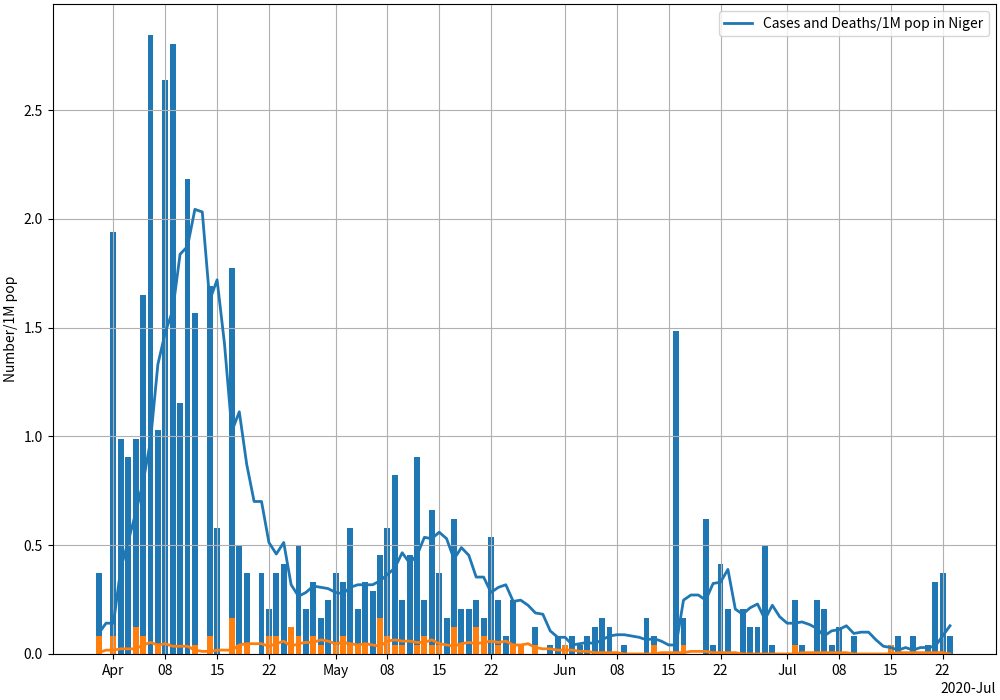 Cases and Deaths/1M pop in Niger
Number/1M pop
2.5
2.0
1.5
1.0
0.5
0.0
Apr 08 15 22 May 08 15 22 Jun 08 15 22 Jul 08 15 22
2020-Jul